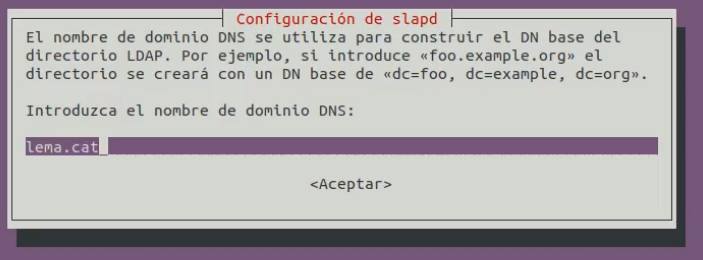 Configuración de slapd
El nombre de dominio DNS se utiliza para construir el DN base del
directorio LDAP. Por ejemplo, si introduce «foo.example.org» el
directorio se creará con un DN base de «dc=foo, dc=example, dc=org».
Introduzca el nombre de dominio DNS:
lema.cat_
<Aceptar>